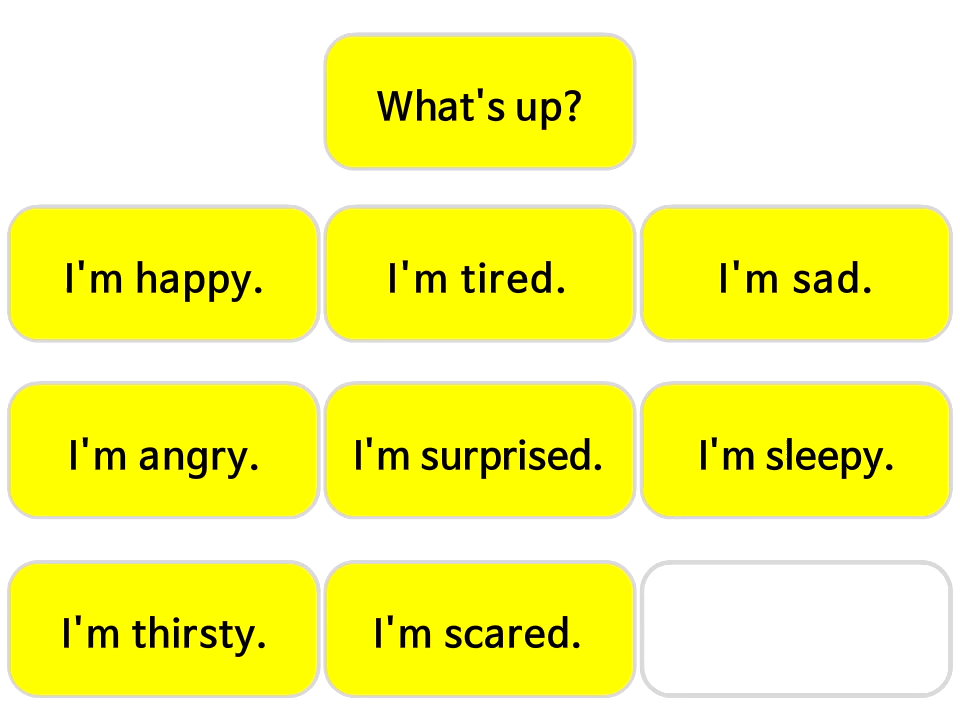 What's up?
I'm happy.
I'm tired.
I'm sad.
I'm angry.
I'm surprised.
I'm sleepy.
I'm thirsty.
I'm scared.